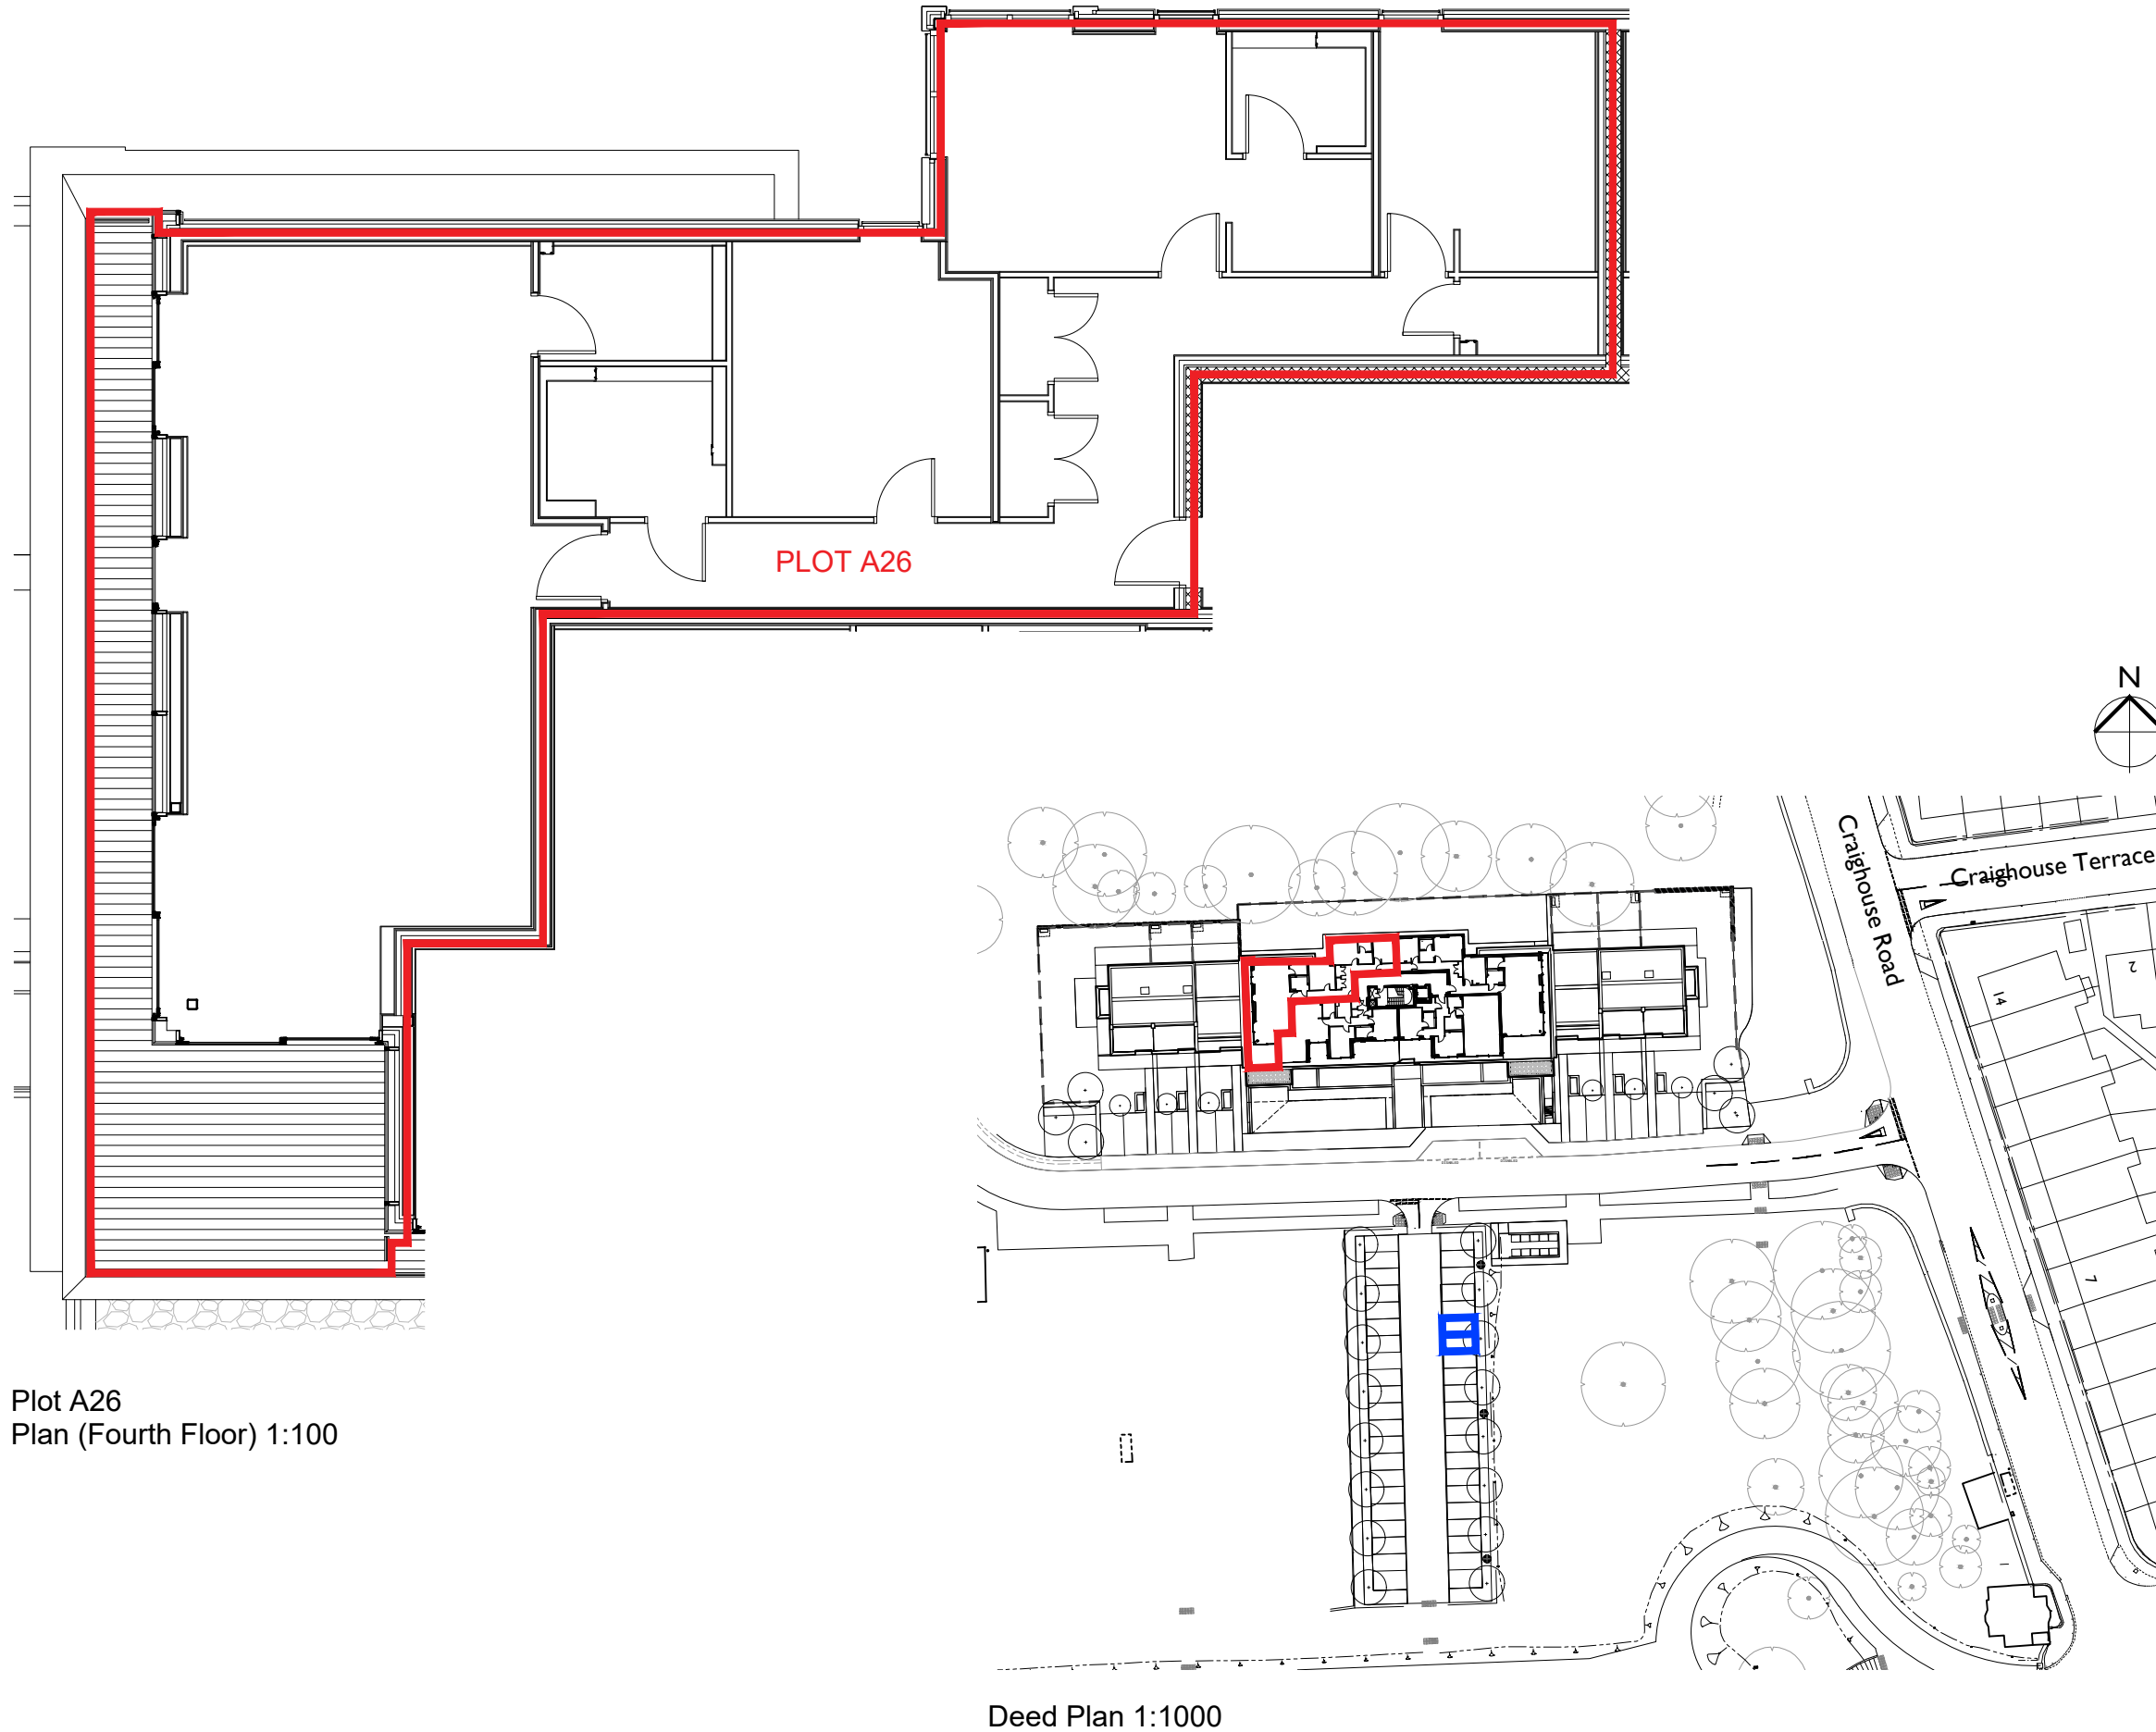 PLOT A26
N
Craighouse Road
Craighouse Terrace
2
14
7
Plot A26
Plan (Fourth Floor) 1:100
Deed Plan 1:1000